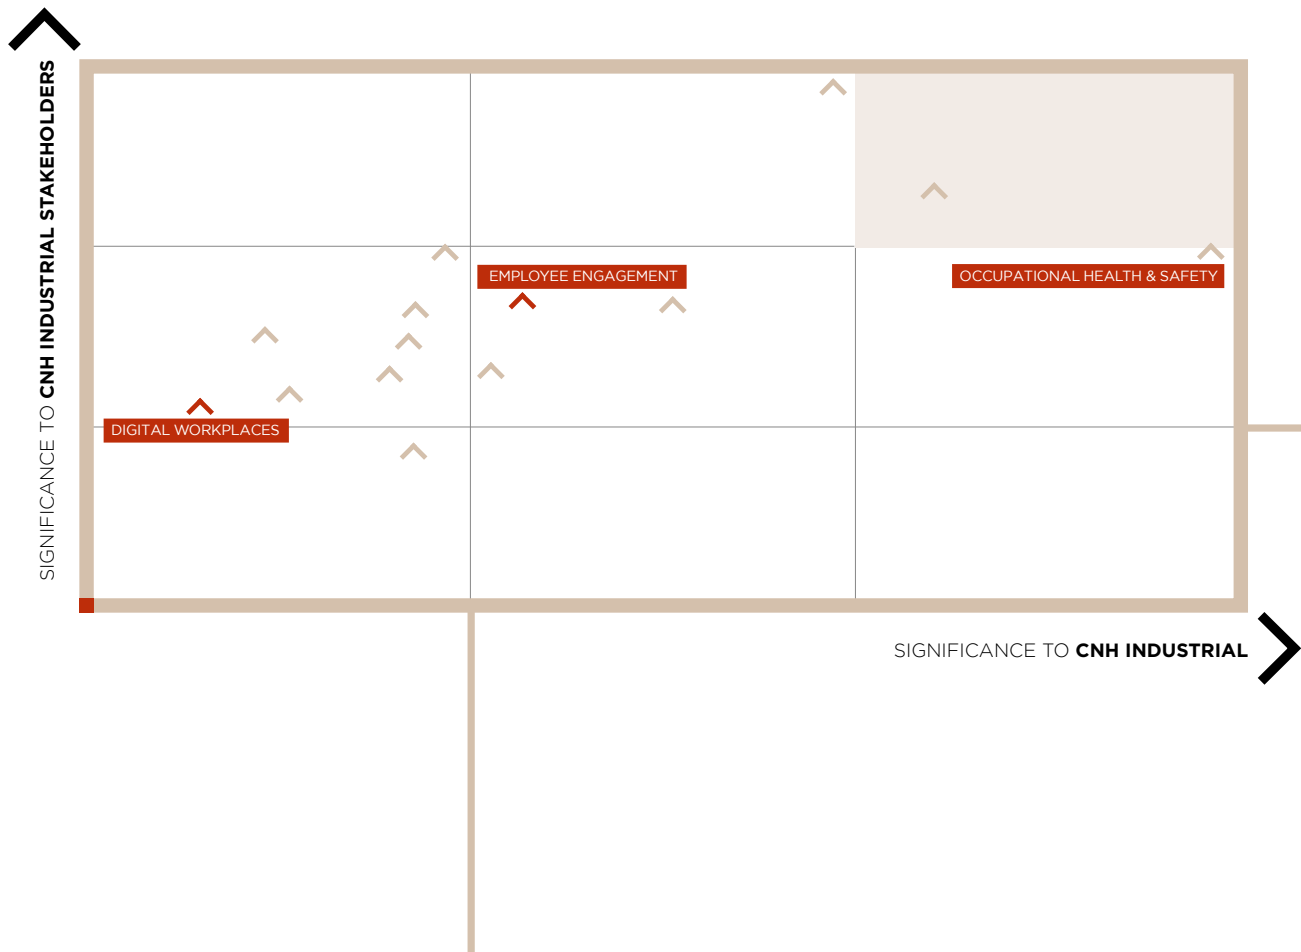 SIGNIFICANCE TO CNH INDUSTRIAL STAKEHOLDERS
EMPLOYEE ENGAGEMENT
OCCUPATIONAL HEALTH & SAFETY
DIGITAL WORKPLACES
SIGNIFICANCE TO CNH INDUSTRIAL